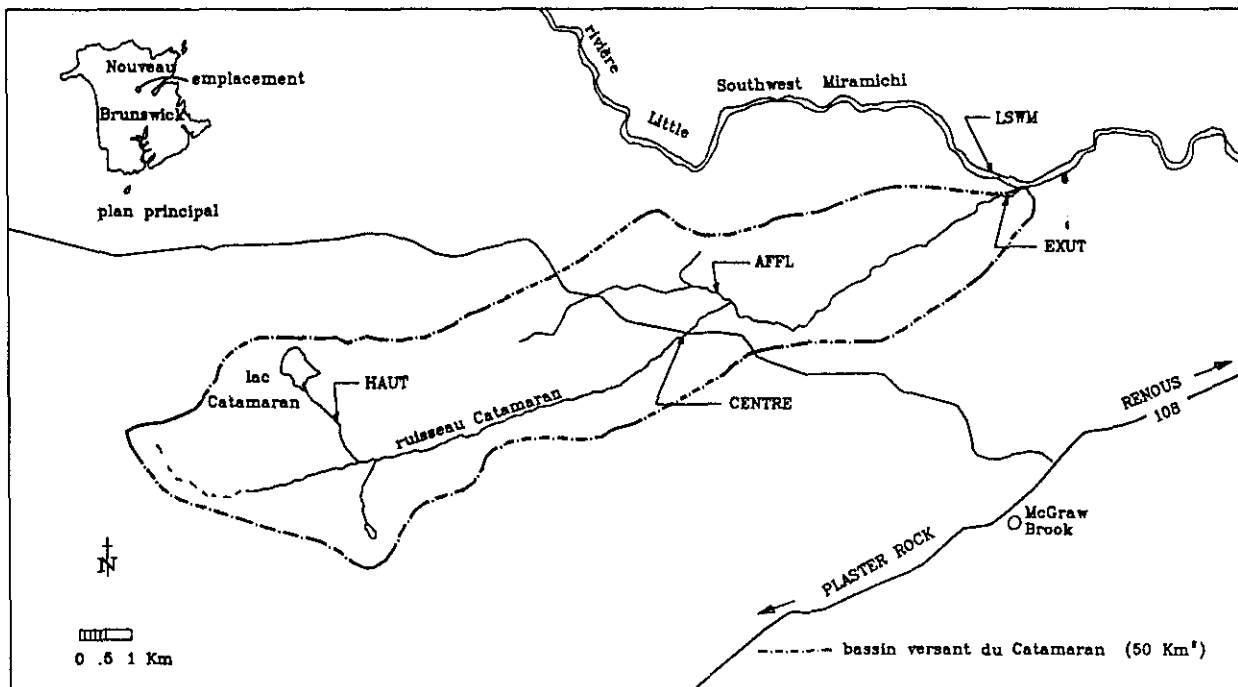 Nouveau
emplacement
Brunswick
plan principal
rivière
Little
Southwest Miramichi
LSWM
EXUT
AFFL
lac
Catamaran
HAUT
ruisseau Catamaran
CENTRE
RENOUS
108
McGraw
Brook
PLASTER ROCK
N
0 .5 1 Km
bassin versant du Catamaran (50 Km²)